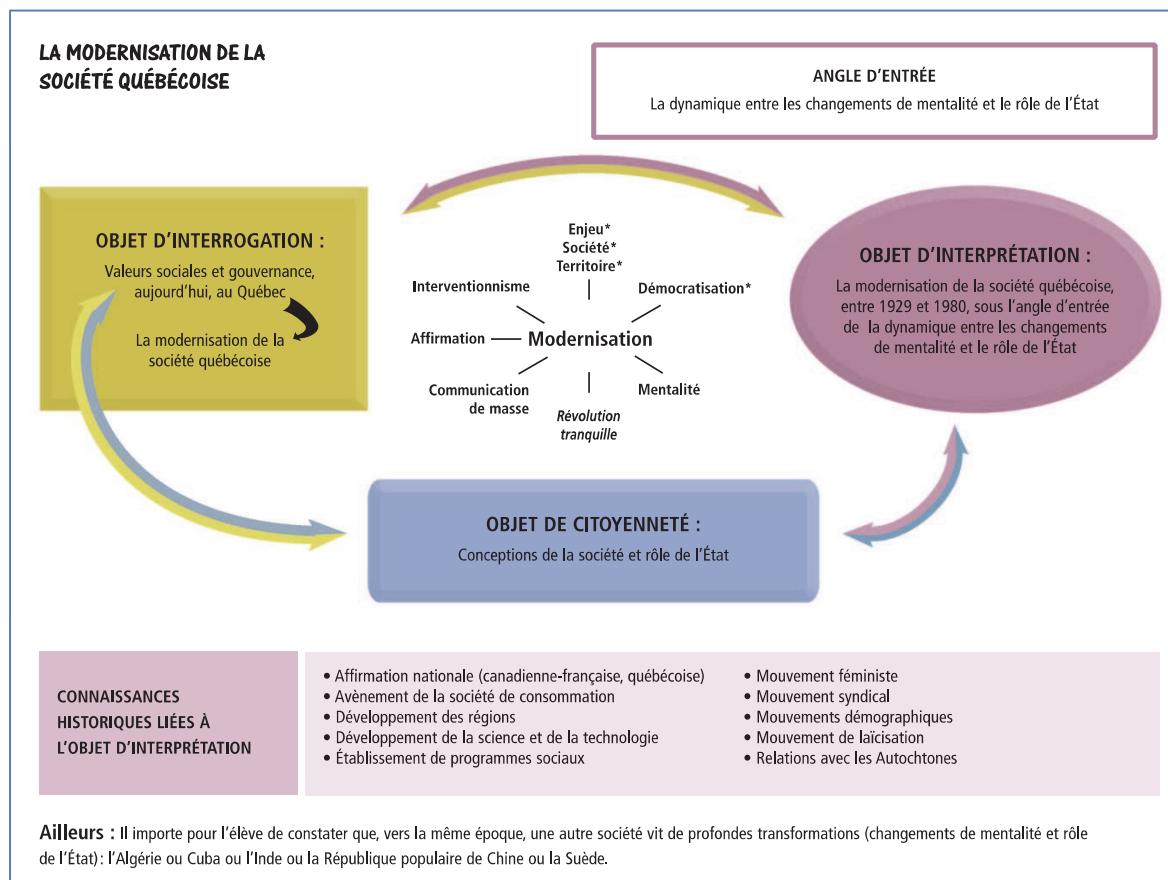 LA MODERNISATION DE LA
SOCIÉTÉ QUÉBÉCOISE
ANGLE D'ENTRÉE
La dynamique entre les changements de mentalité et le rôle de l'État
OBJET D'INTERROGATION :
Valeurs sociales et gouvernance,
aujourd'hui, au Québec
La modernisation de la
société québécoise
Enjeu*
Société*
Territoire*
Interventionnisme
Démocratisation*
Affirmation
Modernisation
Communication
de masse
Mentalité
Révolution
tranquille
OBJET D'INTERPRÉTATION :
La modernisation de la société québécoise,
entre 1929 et 1980, sous l'angle d'entrée
de la dynamique entre les changements
de mentalité et le rôle de l'État
OBJET DE CITOYENNETÉ :
Conceptions de la société et rôle de l'État
CONNAISSANCES
HISTORIQUES LIÉES À
L'OBJET D'INTERPRÉTATION
• Affirmation nationale (canadienne-française, québécoise)
• Avènement de la société de consommation
• Développement des régions
• Développement de la science et de la technologie
• Établissement de programmes sociaux
• Mouvement féministe
• Mouvement syndical
• Mouvements démographiques
• Mouvement de laïcisation
• Relations avec les Autochtones
Ailleurs : Il importe pour l'élève de constater que, vers la même époque, une autre société vit de profondes transformations (changements de mentalité et rôle
de l'État) : l'Algérie ou Cuba ou l'Inde ou la République populaire de Chine ou la Suède.